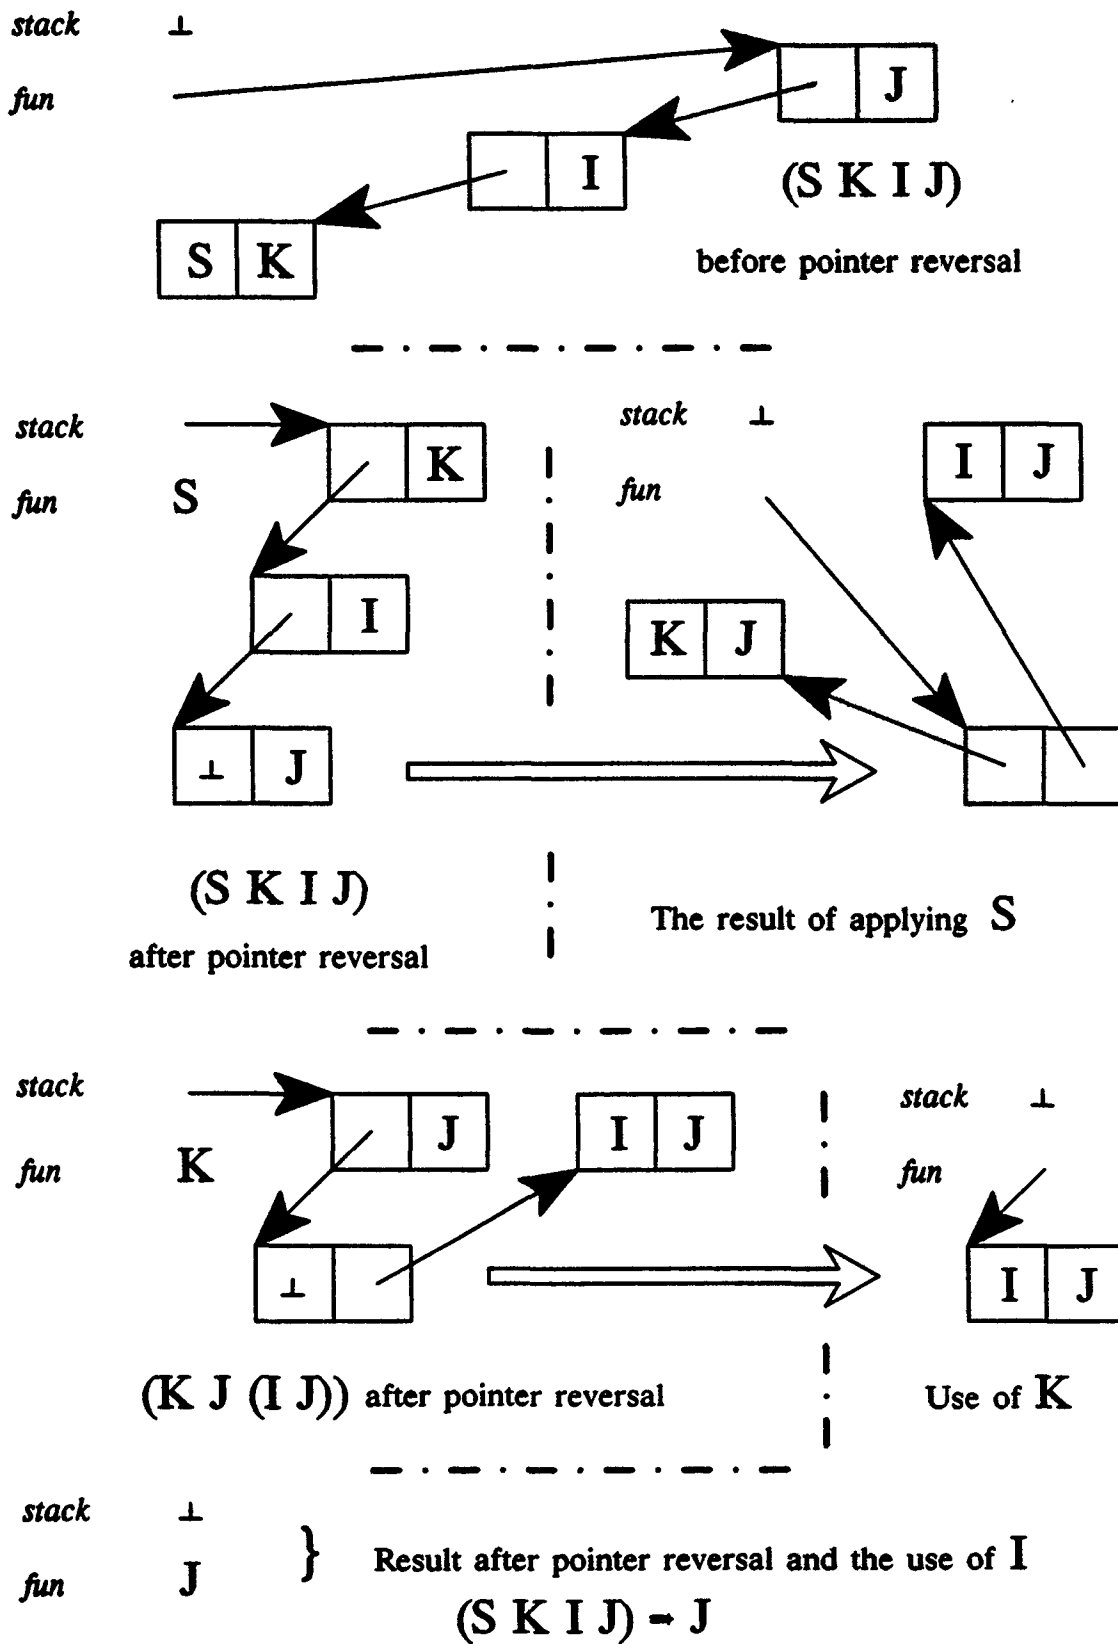 stack ⊥
fun
J
I
(S K I J)
S K
before pointer reversal
stack
K
fun S
I
⊥ J
(S K I J)
after pointer reversal
stack ⊥
I J
fun
K J
The result of applying S
stack
J
I J
fun K
⊥
(K J (I J)) after pointer reversal
stack ⊥
fun
I J
Use of K
stack ⊥
fun J
} Result after pointer reversal and the use of I
(S K I J) → J